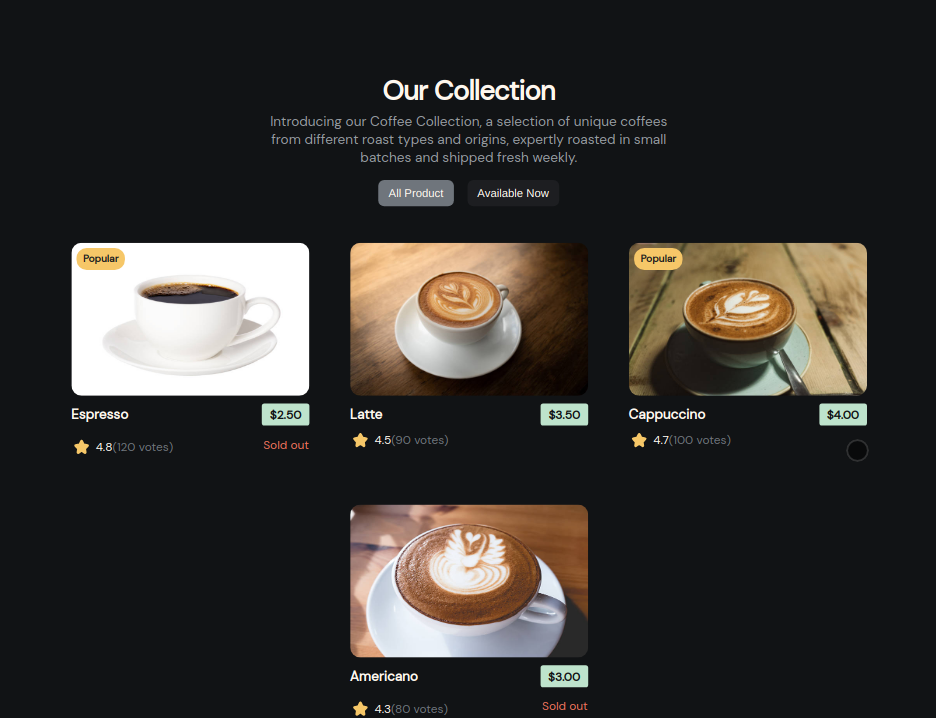 Our Collection
Introducing our Coffee Collection, a selection of unique coffees
from different roast types and origins, expertly roasted in small
batches and shipped fresh weekly.
All Product
Available Now
Popular
Popular
Espresso
$2.50
Latte
$3.50
Cappuccino
$4.00
4.8(120 votes)
Sold out
4.5(90 votes)
4.7(100 votes)
Americano
$3.00
4.3(80 votes)
Sold out